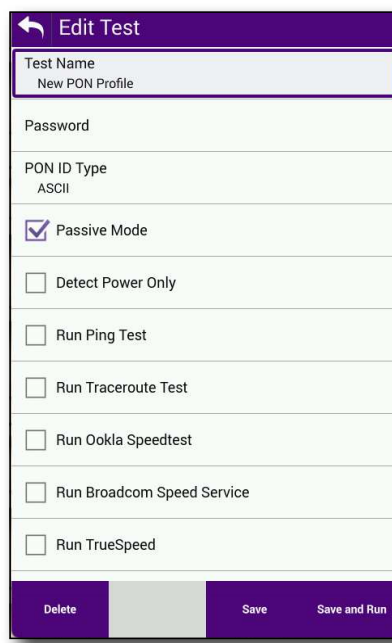 Edit Test
Test Name
New PON Profile
Password
PON ID Type
ASCII
Passive Mode
Detect Power Only
Run Ping Test
Run Traceroute Test
Run Ookla Speedtest
Run Broadcom Speed Service
Run TrueSpeed
Delete Save Save and Run